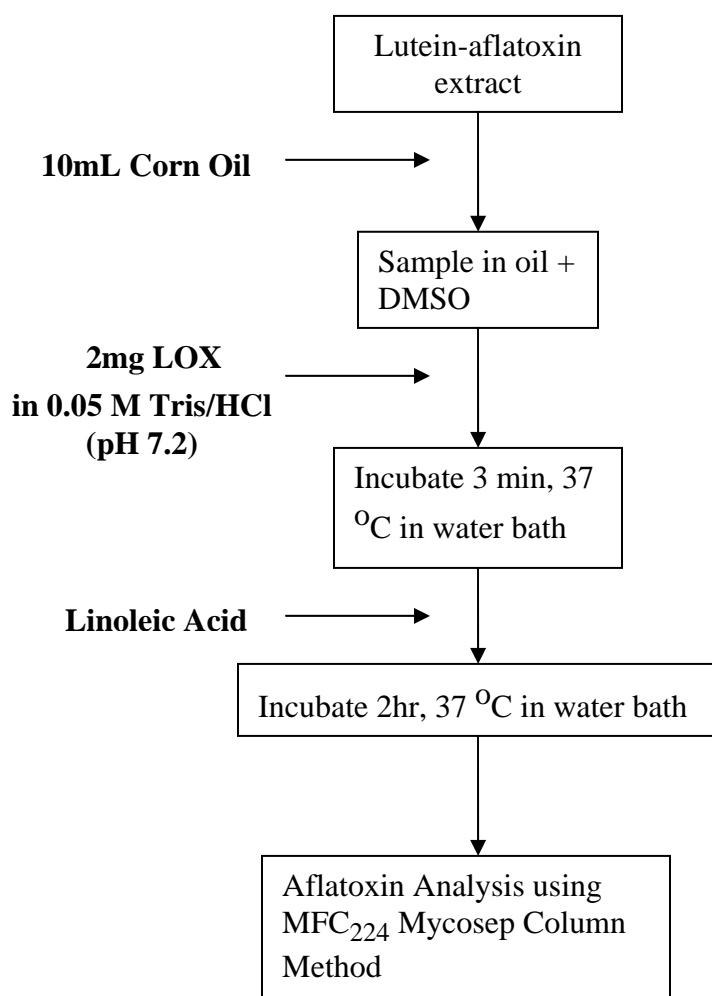 Lutein-aflatoxin
extract
10mL Corn Oil
Sample in oil +
DMSO
2mg LOX
in 0.05 M Tris/HCl
(pH 7.2)
Incubate 3 min, 37
ºC in water bath
Linoleic Acid
Incubate 2hr, 37 ºC in water bath
Aflatoxin Analysis using
MFC224 Mycosep Column
Method